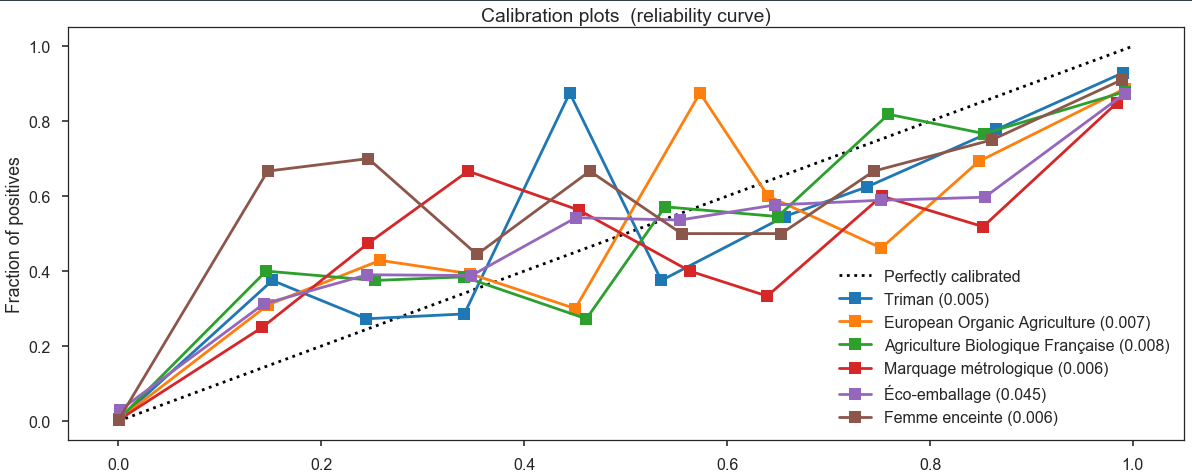 Calibration plots (reliability curve)
Fraction of positives
1.0
0.8
0.6
0.4
0.2
0.0
0.0 0.2 0.4 0.6 0.8 1.0
Perfectly calibrated
Triman (0.005)
European Organic Agriculture (0.007)
Agriculture Biologique Française (0.008)
Marquage métrologique (0.006)
Éco-emballage (0.045)
Femme enceinte (0.006)